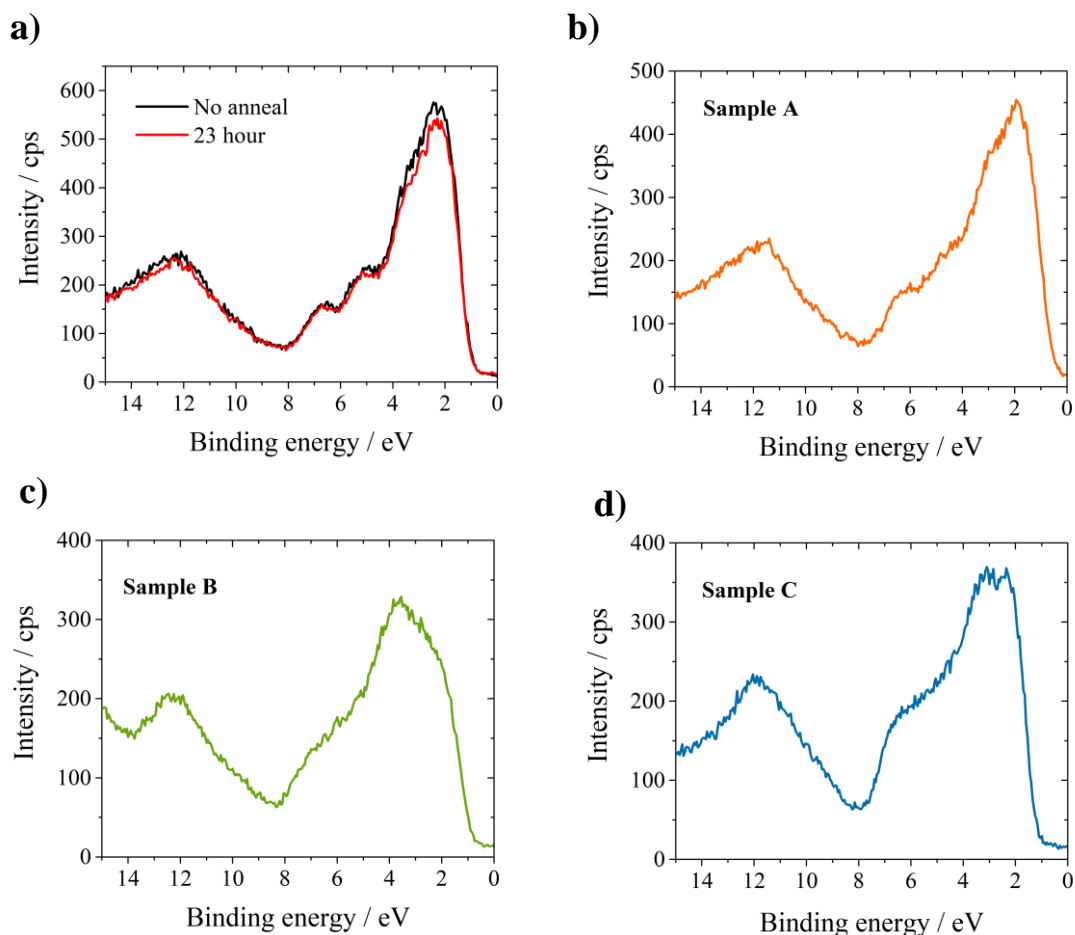 a)
600
500
400
300
200
100
0
No anneal
23 hour
Intensity / cps
14 12 10 8 6 4 2 0
Binding energy / eV
b)
500
400
300
200
100
0
Sample A
Intensity / cps
14 12 10 8 6 4 2 0
Binding energy / eV
c)
400
300
200
100
0
Sample B
Intensity / cps
14 12 10 8 6 4 2 0
Binding energy / eV
d)
400
300
200
100
0
Sample C
Intensity / cps
14 12 10 8 6 4 2 0
Binding energy / eV